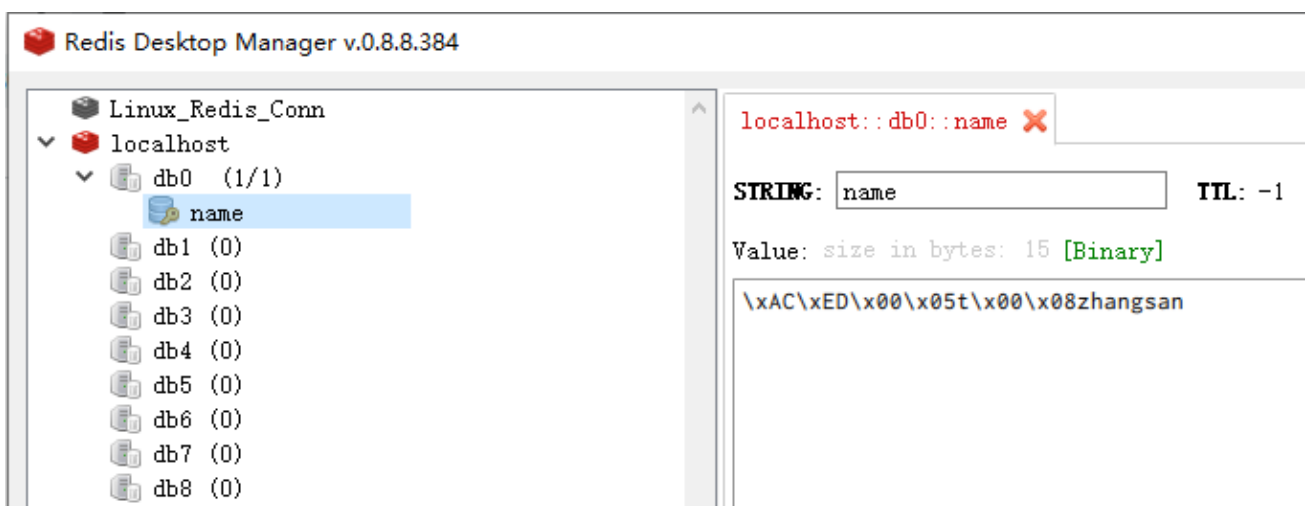 Redis Desktop Manager v.0.8.8.384
Linux_Redis_Conn
localhost
db0 (1/1)
name
db1 (0)
db2 (0)
db3 (0)
db4 (0)
db5 (0)
db6 (0)
db7 (0)
db8 (0)
localhost::db0::name
STRING: name TTL: -1
Value: size in bytes: 15 [Binary]
\xAC\xED\x00\x05t\x00\x08zhangsan